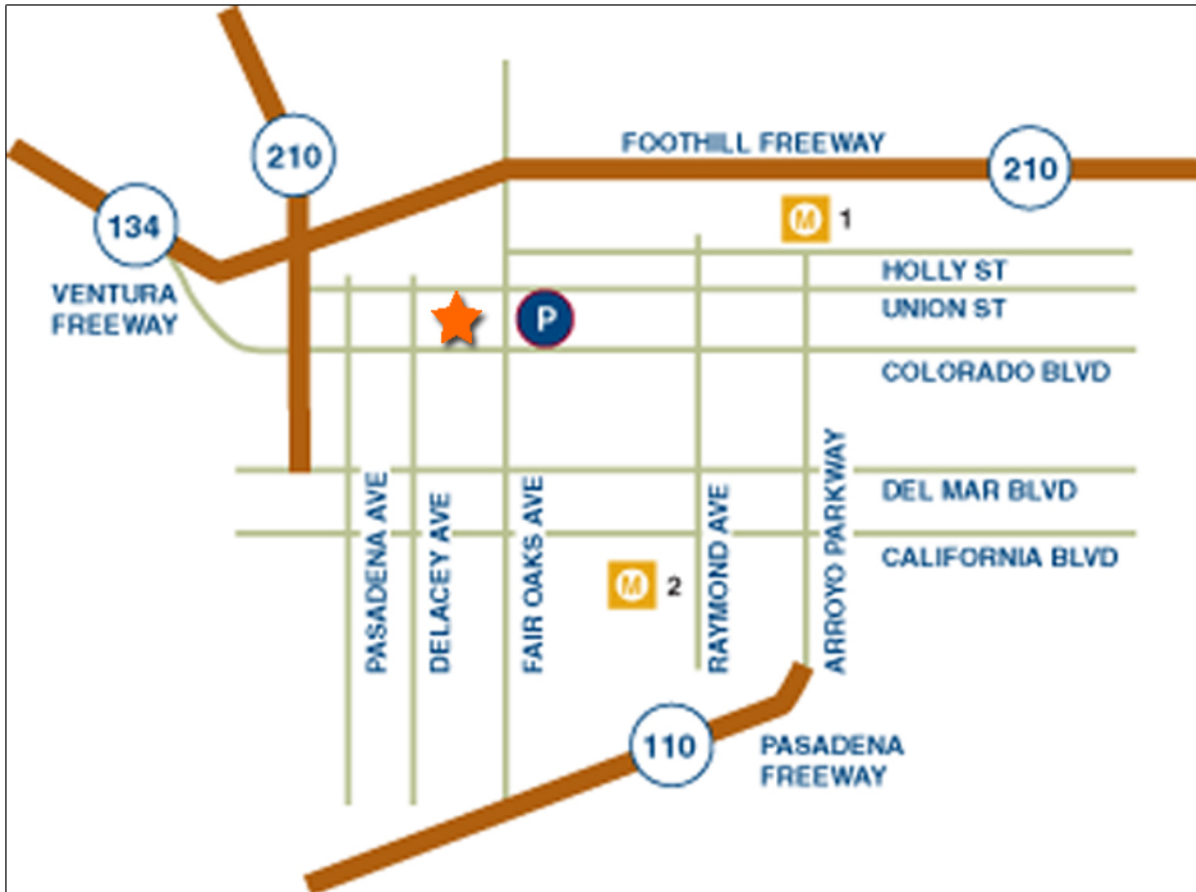 FOOTHILL FREEWAY
210
210
134
M 1
VENTURA
FREEWAY
HOLLY ST
UNION ST
P
COLORADO BLVD
DEL MAR BLVD
CALIFORNIA BLVD
PASADENA AVE
DELACEY AVE
FAIR OAKS AVE
RAYMOND AVE
ARROYO PARKWAY
M 2
110
PASADENA
FREEWAY